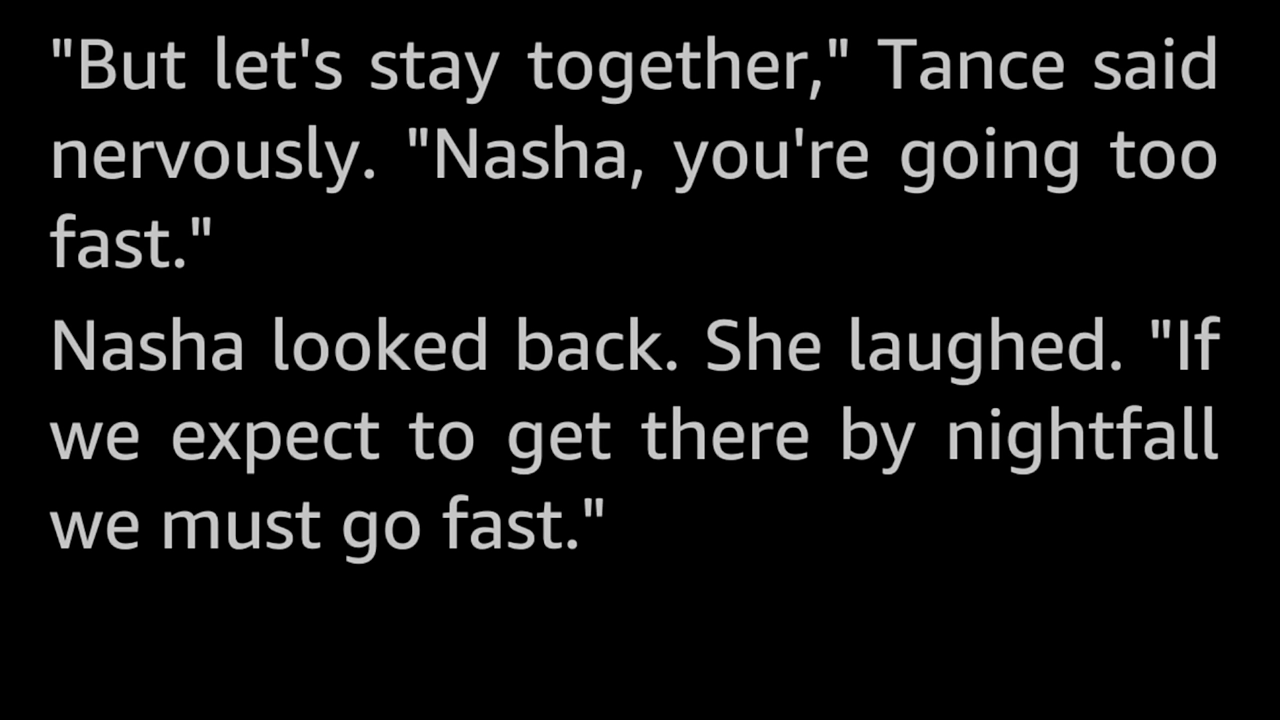 "But let's stay together," Tance said
nervously. "Nasha, you're going too
fast."
Nasha looked back. She laughed. "If
we expect to get there by nightfall
we must go fast."